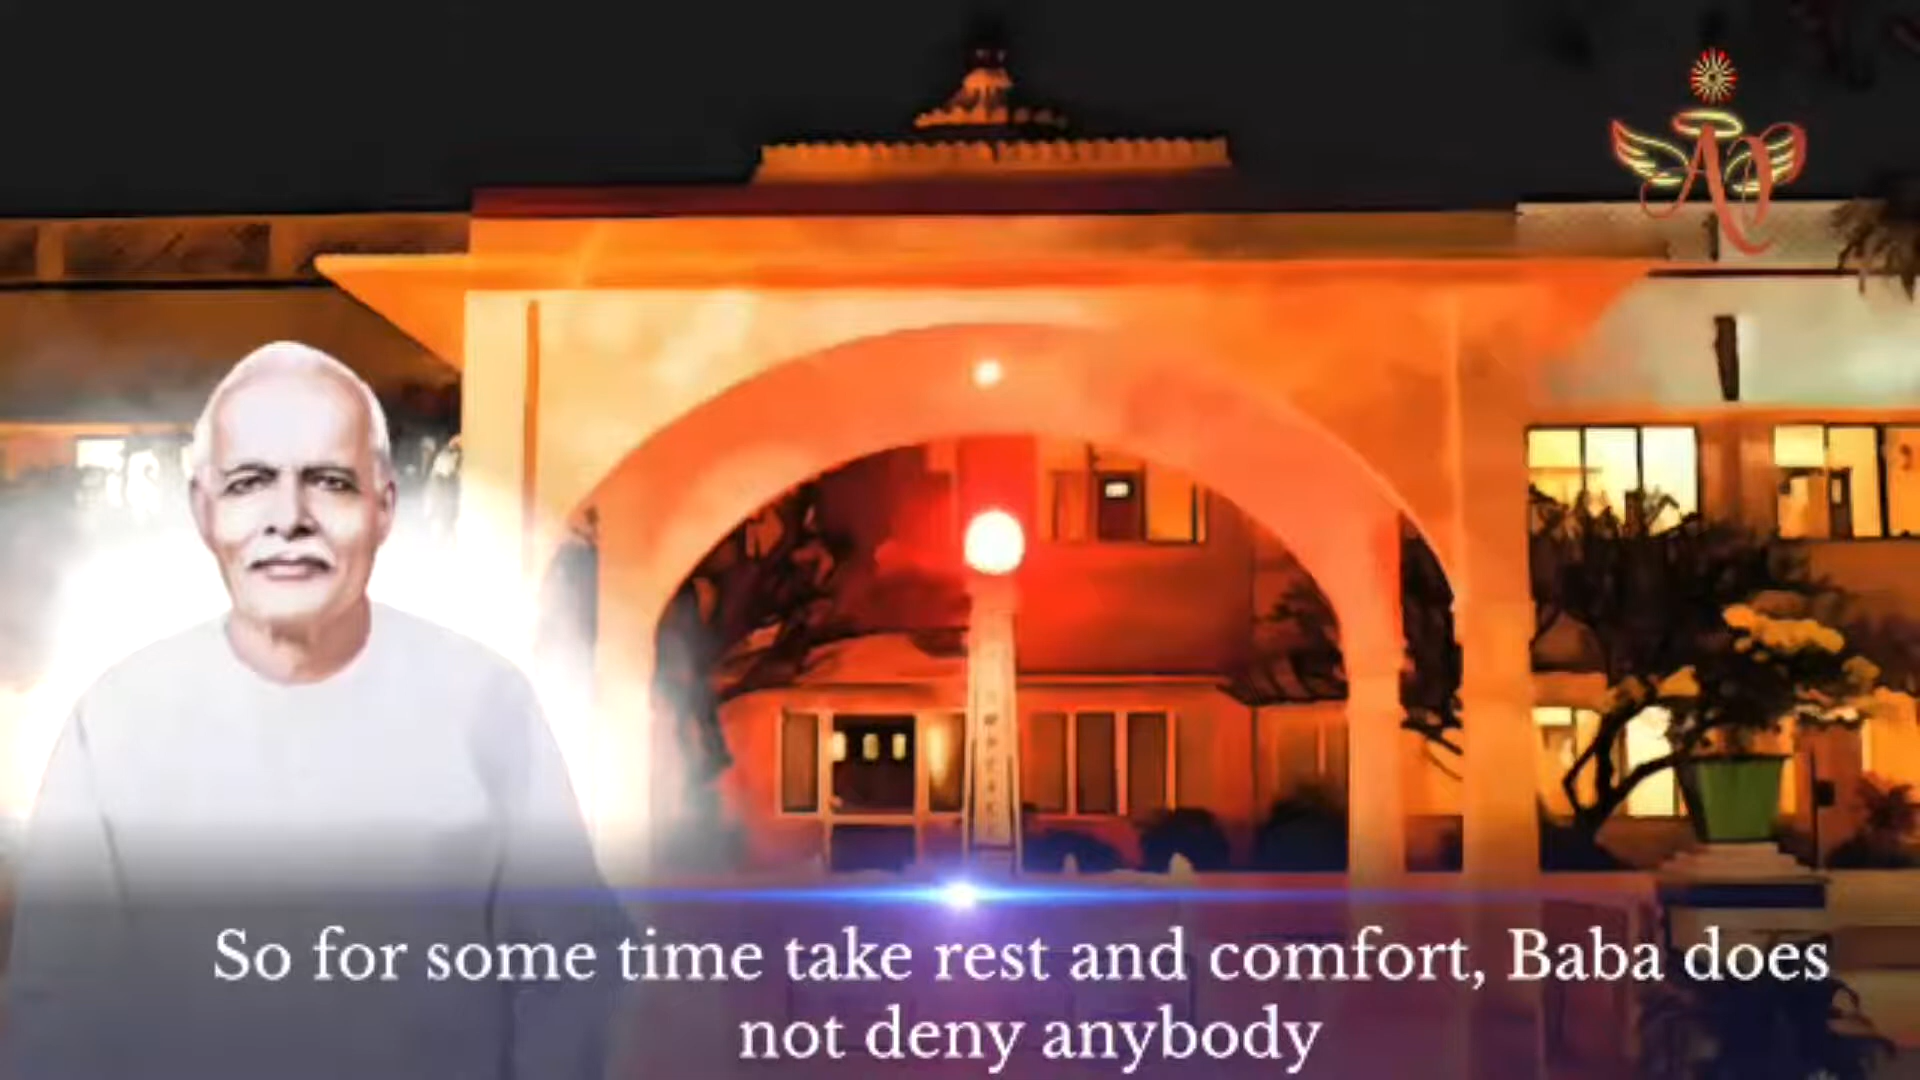 So for some time take rest and comfort, Baba does
not deny anybody